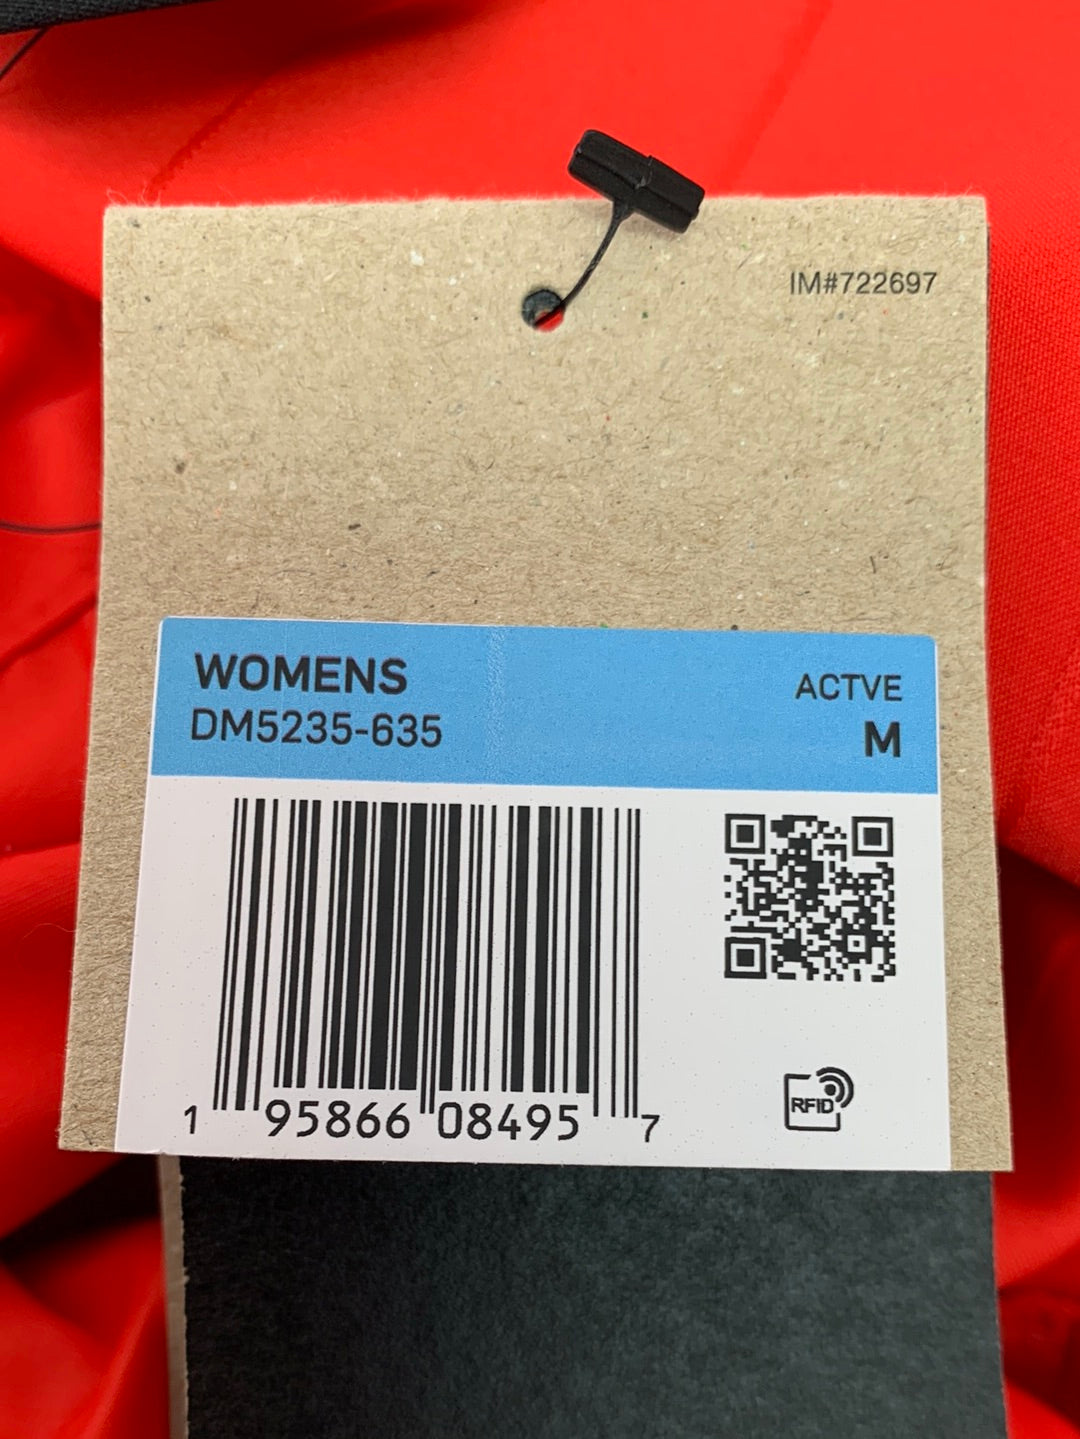 IM#722697
WOMENS
DM5235-635
ACTVE
M
1 95866 08495 7
RFID